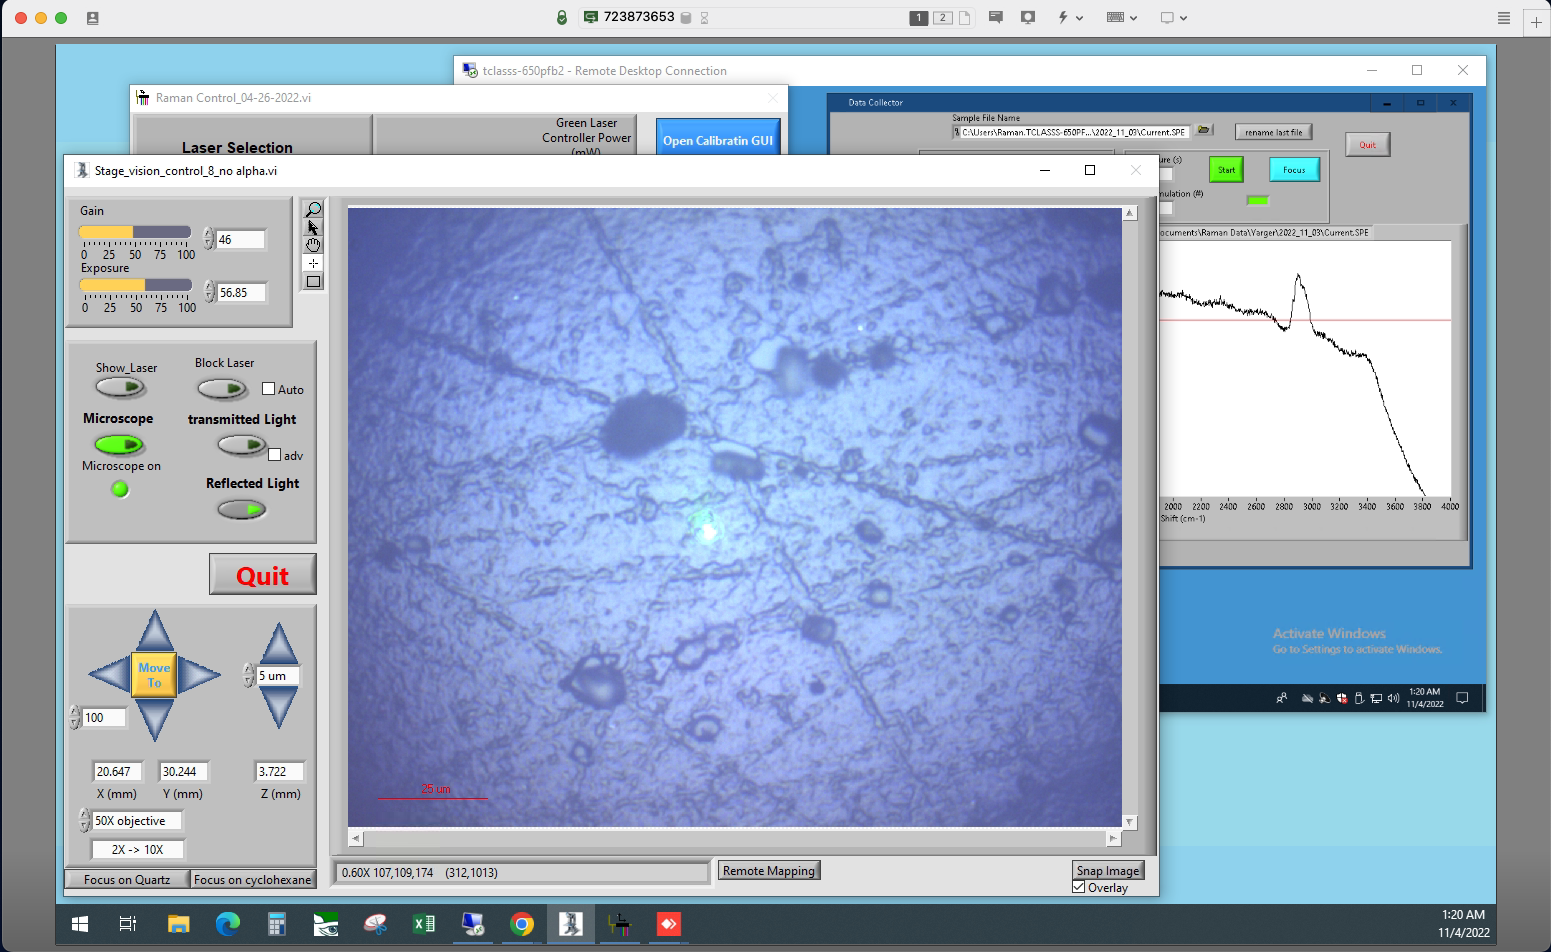 723873653
1
2
tclasss-650pfb2 - Remote Desktop Connection
Raman Control_04-26-2022.vi
Data Collector
Laser Selection
Green Laser
Controller Power
(mW)
Open Calibratin GUI
Sample File Name
C:\Users\Raman.TCLASSS-650PF...\2022_11_03\Current.SPE
rename last file
Quit
ure (s)
Start
Focus
mulation (#)
ocuments\Raman Data\Yarger\2022_11_03\Current.SPE
2000 2200 2400 2600 2800 3000 3200 3400 3600 3800 4000
Shift (cm-1)
Activate Windows
Go to Settings to activate Windows.
1:20 AM
11/4/2022
Stage_vision_control_8_no alpha.vi
Gain
46
0 25 50 75 100
Exposure
56.85
0 25 50 75 100
Show_Laser
Block Laser
Auto
Microscope
transmitted Light
adv
Microscope on
Reflected Light
Quit
Move
To
5 um
100
20.647
30.244
3.722
X (mm)
Y (mm)
Z (mm)
50X objective
2X -> 10X
Focus on Quartz
Focus on cyclohexane
25 um
0.60X 107,109,174 (312,1013)
Remote Mapping
Snap Image
Overlay
1:20 AM
11/4/2022